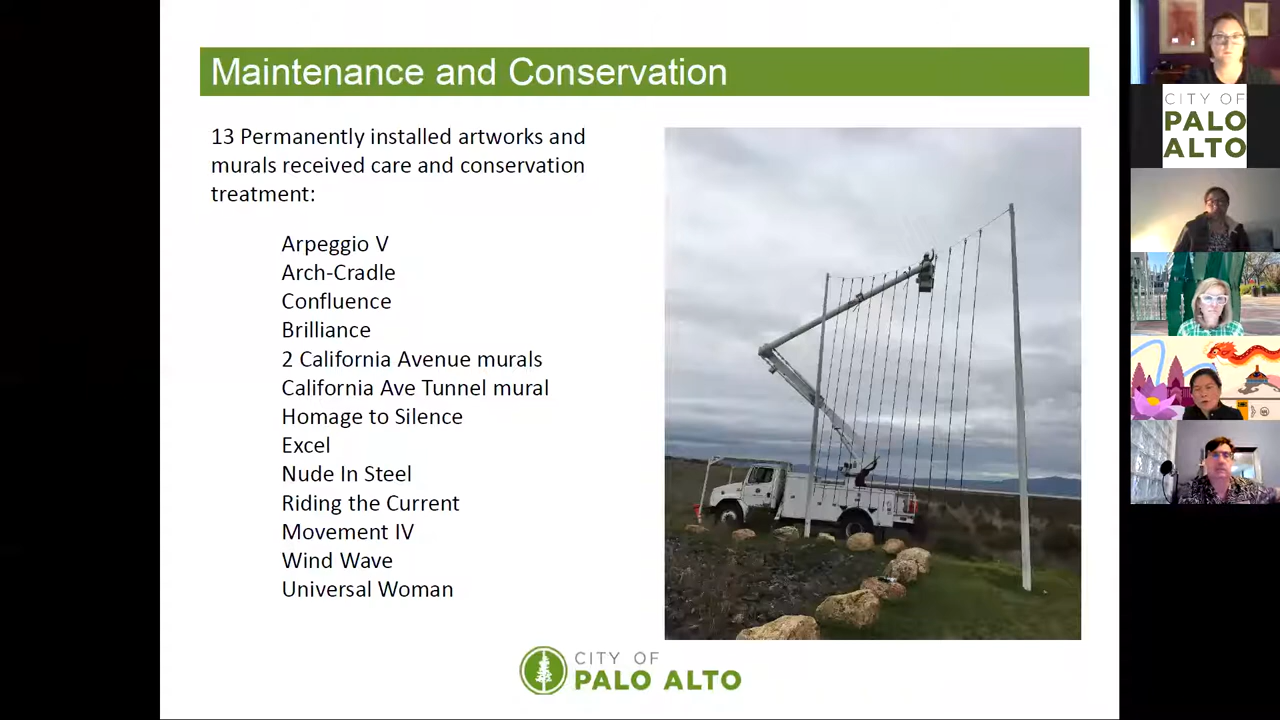 Maintenance and Conservation
13 Permanently installed artworks and
murals received care and conservation
treatment:
Arpeggio V
Arch-Cradle
Confluence
Brilliance
2 California Avenue murals
California Ave Tunnel mural
Homage to Silence
Excel
Nude In Steel
Riding the Current
Movement IV
Wind Wave
Universal Woman
CITY OF
PALO ALTO
CITY OF
PALO
ALTO